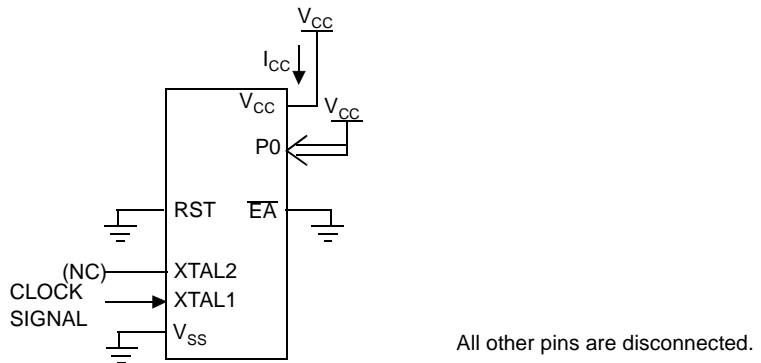 VCC
ICC
VCC
VCC
P0
RST
EA
(NC)
XTAL2
CLOCK
SIGNAL
XTAL1
VSS
All other pins are disconnected.